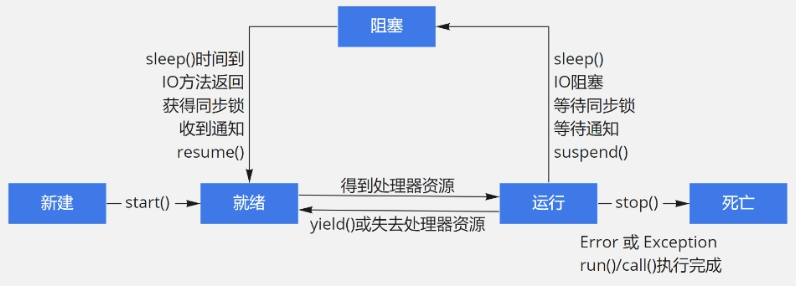 阻塞
sleep()时间到
IO方法返回
获得同步锁
收到通知
resume()
sleep()
IO阻塞
等待同步锁
等待通知
suspend()
新建
start()
就绪
得到处理器资源
yield()或失去处理器资源
运行
stop()
死亡
Error 或 Exception
run()/call()执行完成